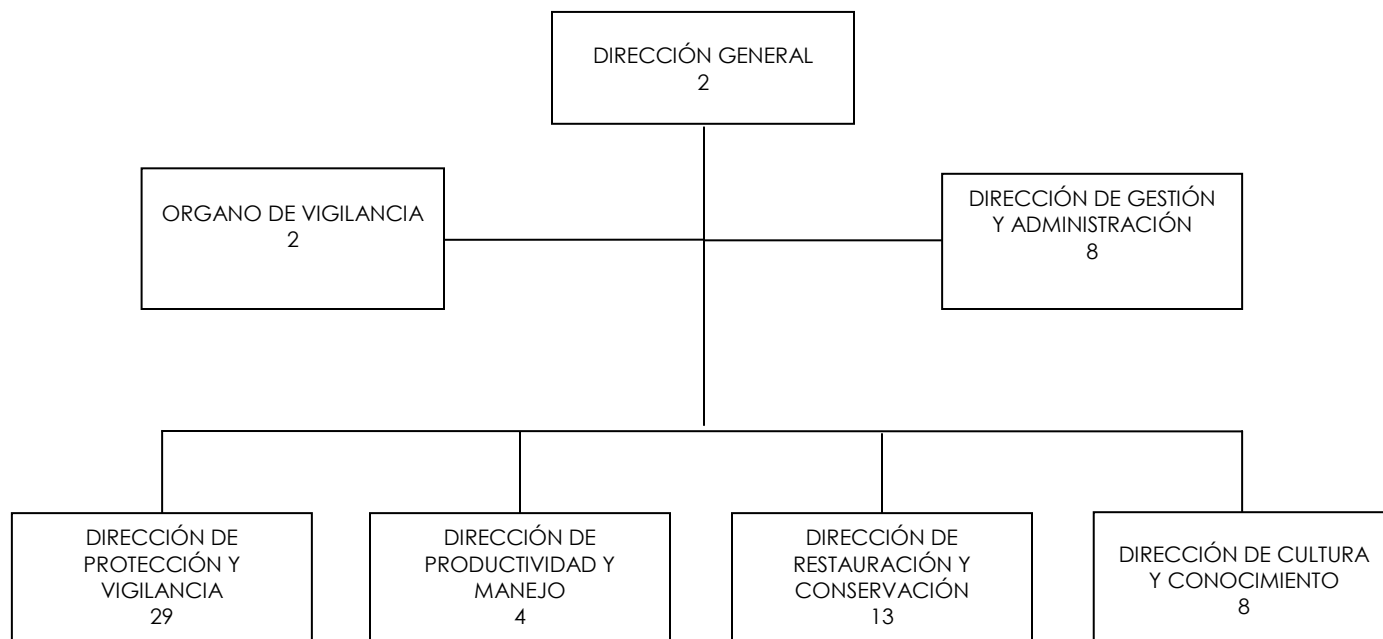 DIRECCIÓN GENERAL
2
ORGANO DE VIGILANCIA
2
DIRECCIÓN DE GESTIÓN
Y ADMINISTRACIÓN
8
DIRECCIÓN DE
PROTECCIÓN Y
VIGILANCIA
29
DIRECCIÓN DE
PRODUCTIVIDAD Y
MANEJO
4
DIRECCIÓN DE
RESTAURACIÓN Y
CONSERVACIÓN
13
DIRECCIÓN DE CULTURA
Y CONOCIMIENTO
8